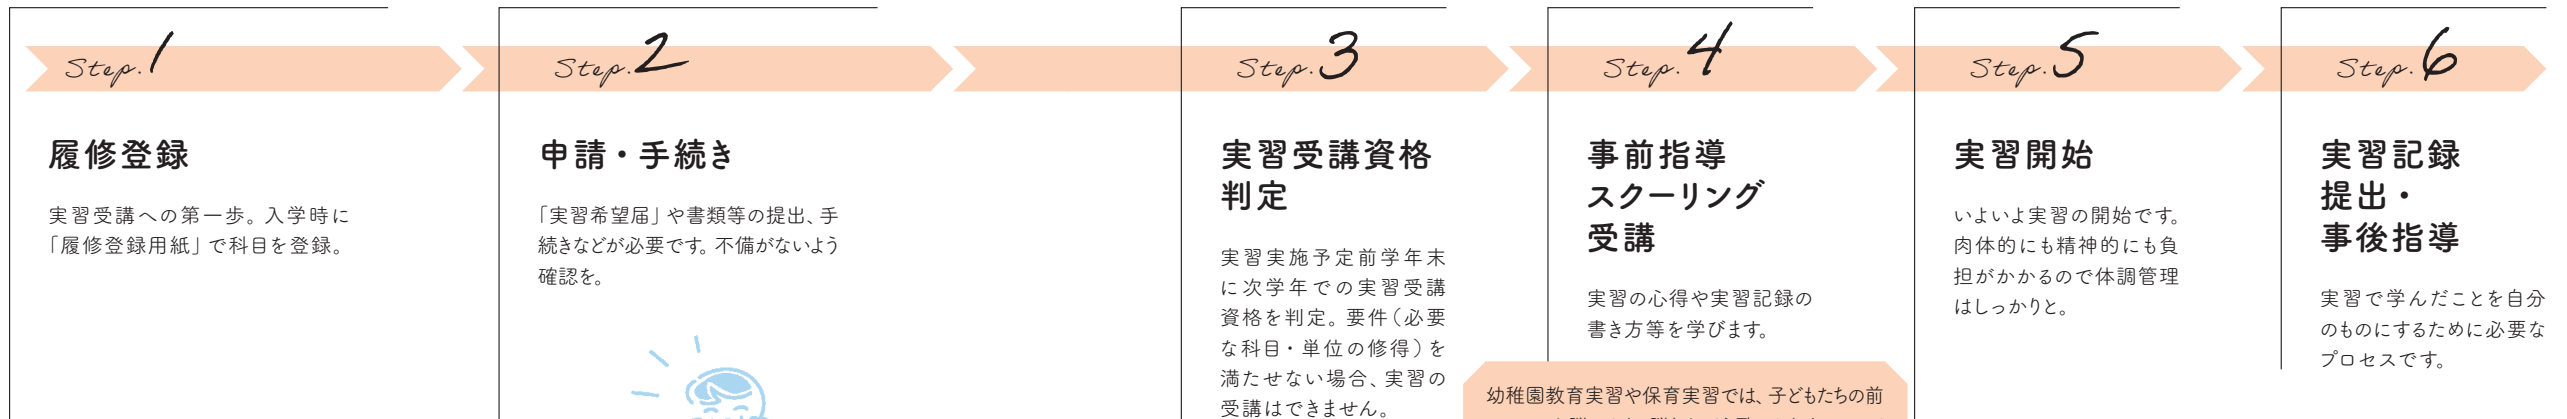 Step.1
履修登録
実習受講への第一歩。入学時に
「履修登録用紙」で科目を登録。
Step.2
申請・手続き
「実習希望届」や書類等の提出、手
続きなどが必要です。不備がないよう
確認を。
Step.3
実習受講資格
判定
実習実施予定前学年末
に次学年での実習受講
資格を判定。要件（必要
な科目・単位の修得）を
満たせない場合、実習の
受講はできません。
Step.4
事前指導
スクーリング
受講
実習の心得や実習記録の
書き方等を学びます。
幼稚園教育実習や保育実習では、子どもたちの前
Step.5
実習開始
いよいよ実習の開始です。
肉体的にも精神的にも負
担がかかるので体調管理
はしっかりと。
Step.6
実習記録
提出・
事後指導
実習で学んだことを自分
のものにするために必要な
プロセスです。